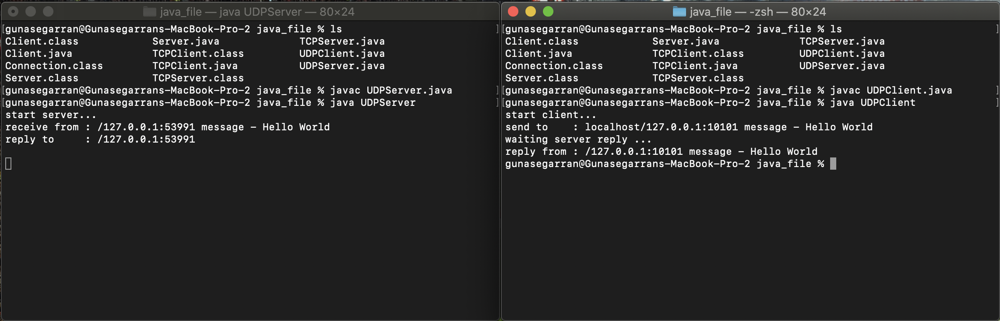 java_file — java UDPServer — 80×24
[gunasegarran@Gunasegarrans-MacBook-Pro-2 java_file % ls ]
Client.class Server.java TCPServer.java
Client.java TCPClient.class UDPClient.java
Connection.class TCPClient.java UDPServer.java
Server.class TCPServer.class
[gunasegarran@Gunasegarrans-MacBook-Pro-2 java_file % javac UDPServer.java ]
[gunasegarran@Gunasegarrans-MacBook-Pro-2 java_file % java UDPServer ]
start server...
receive from : /127.0.0.1:53991 message - Hello World
reply to : /127.0.0.1:53991
java_file — -zsh — 80×24
[gunasegarran@Gunasegarrans-MacBook-Pro-2 java_file % ls ]
Client.class Server.java TCPServer.java
Client.java TCPClient.class UDPClient.java
Connection.class TCPClient.java UDPServer.java
Server.class TCPServer.class
[gunasegarran@Gunasegarrans-MacBook-Pro-2 java_file % javac UDPClient.java ]
[gunasegarran@Gunasegarrans-MacBook-Pro-2 java_file % java UDPClient ]
start client...
send to : localhost/127.0.0.1:10101 message - Hello World
waiting server reply ...
reply from : /127.0.0.1:10101 message - Hello World
gunasegarran@Gunasegarrans-MacBook-Pro-2 java_file %